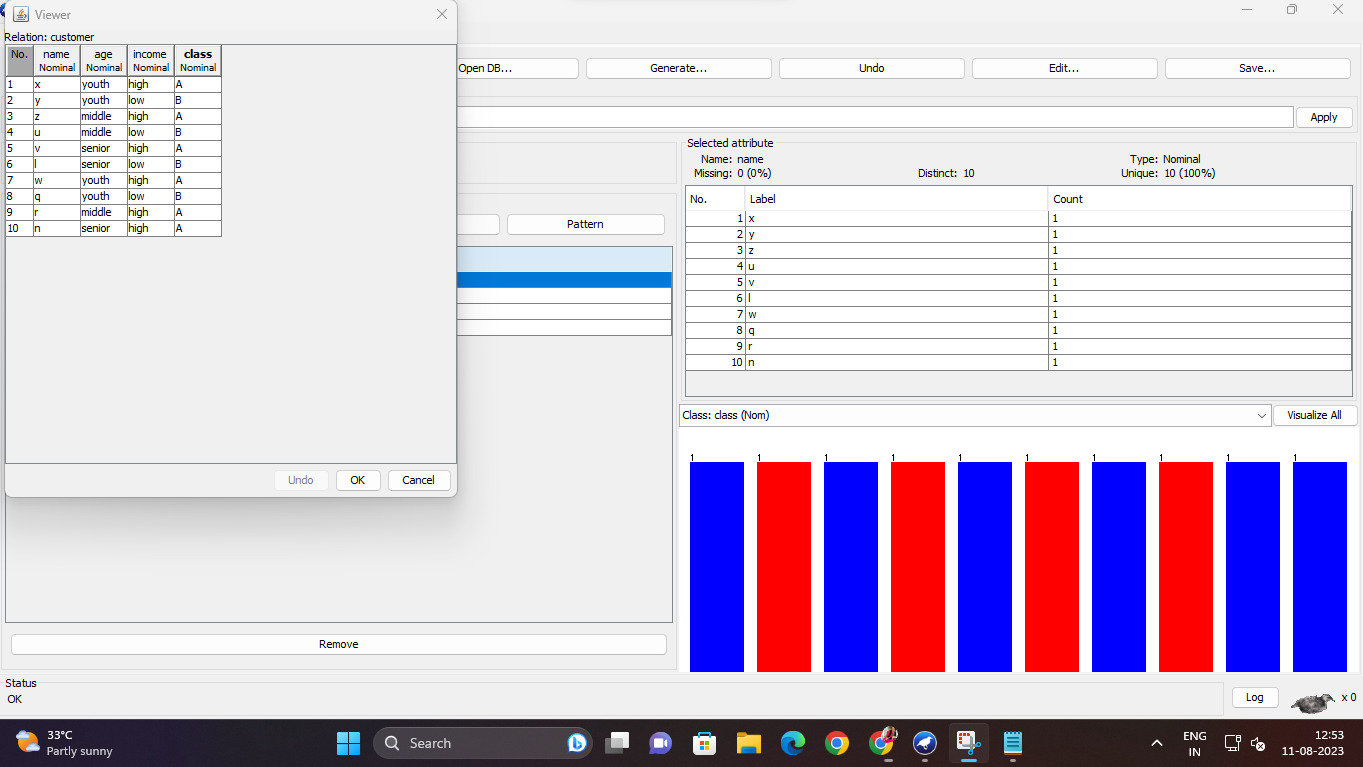 Viewer
Relation: customer
No. name age income class
Nominal Nominal Nominal Nominal
1 x youth high A
2 y youth low B
3 z middle high A
4 u middle low B
5 v senior high A
6 l senior low B
7 w youth high A
8 q youth low B
9 r middle high A
10 n senior high A
Undo OK Cancel
Open DB... Generate... Undo Edit... Save...
Apply
Pattern
Remove
Selected attribute
Name: name Type: Nominal
Missing: 0 (0%) Distinct: 10 Unique: 10 (100%)
No. Label Count
1 x 1
2 y 1
3 z 1
4 u 1
5 v 1
6 l 1
7 w 1
8 q 1
9 r 1
10 n 1
Class: class (Nom) Visualize All
1 1 1 1 1 1 1 1 1 1
Status
OK
Log x 0
33°C
Partly sunny
Search
ENG
IN
12:53
11-08-2023